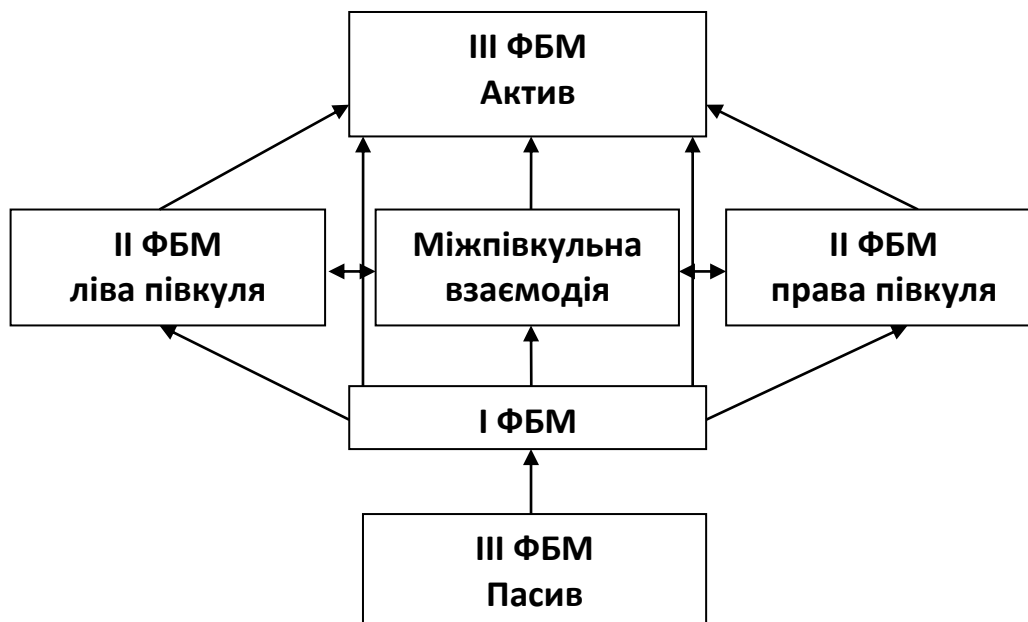 III ФБМ
Актив
II ФБМ
ліва півкуля
Міжпівкульна
взаємодія
II ФБМ
права півкуля
I ФБМ
III ФБМ
Пасив